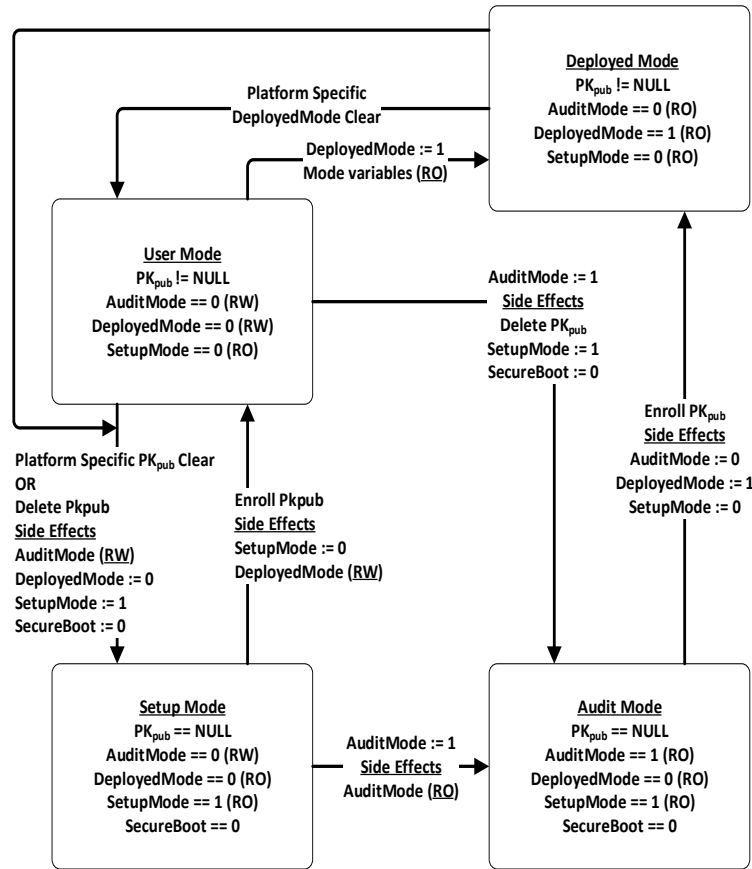 Deployed Mode
PKpub != NULL
AuditMode == 0 (RO)
DeployedMode == 1 (RO)
SetupMode == 0 (RO)
Platform Specific
DeployedMode Clear
DeployedMode := 1
Mode variables (RO)
User Mode
PKpub != NULL
AuditMode == 0 (RW)
DeployedMode == 0 (RW)
SetupMode == 0 (RO)
AuditMode := 1
Side Effects
Delete PKpub
SetupMode := 1
SecureBoot := 0
Platform Specific PKpub Clear
OR
Delete Pkpub
Side Effects
AuditMode (RW)
DeployedMode := 0
SetupMode := 1
SecureBoot := 0
Enroll Pkpub
Side Effects
SetupMode := 0
DeployedMode (RW)
Enroll PKpub
Side Effects
AuditMode := 0
DeployedMode := 1
SetupMode := 0
Setup Mode
PKpub == NULL
AuditMode == 0 (RW)
DeployedMode == 0 (RO)
SetupMode == 1 (RO)
SecureBoot == 0
AuditMode := 1
Side Effects
AuditMode (RO)
Audit Mode
PKpub == NULL
AuditMode == 1 (RO)
DeployedMode == 0 (RO)
SetupMode == 1 (RO)
SecureBoot == 0